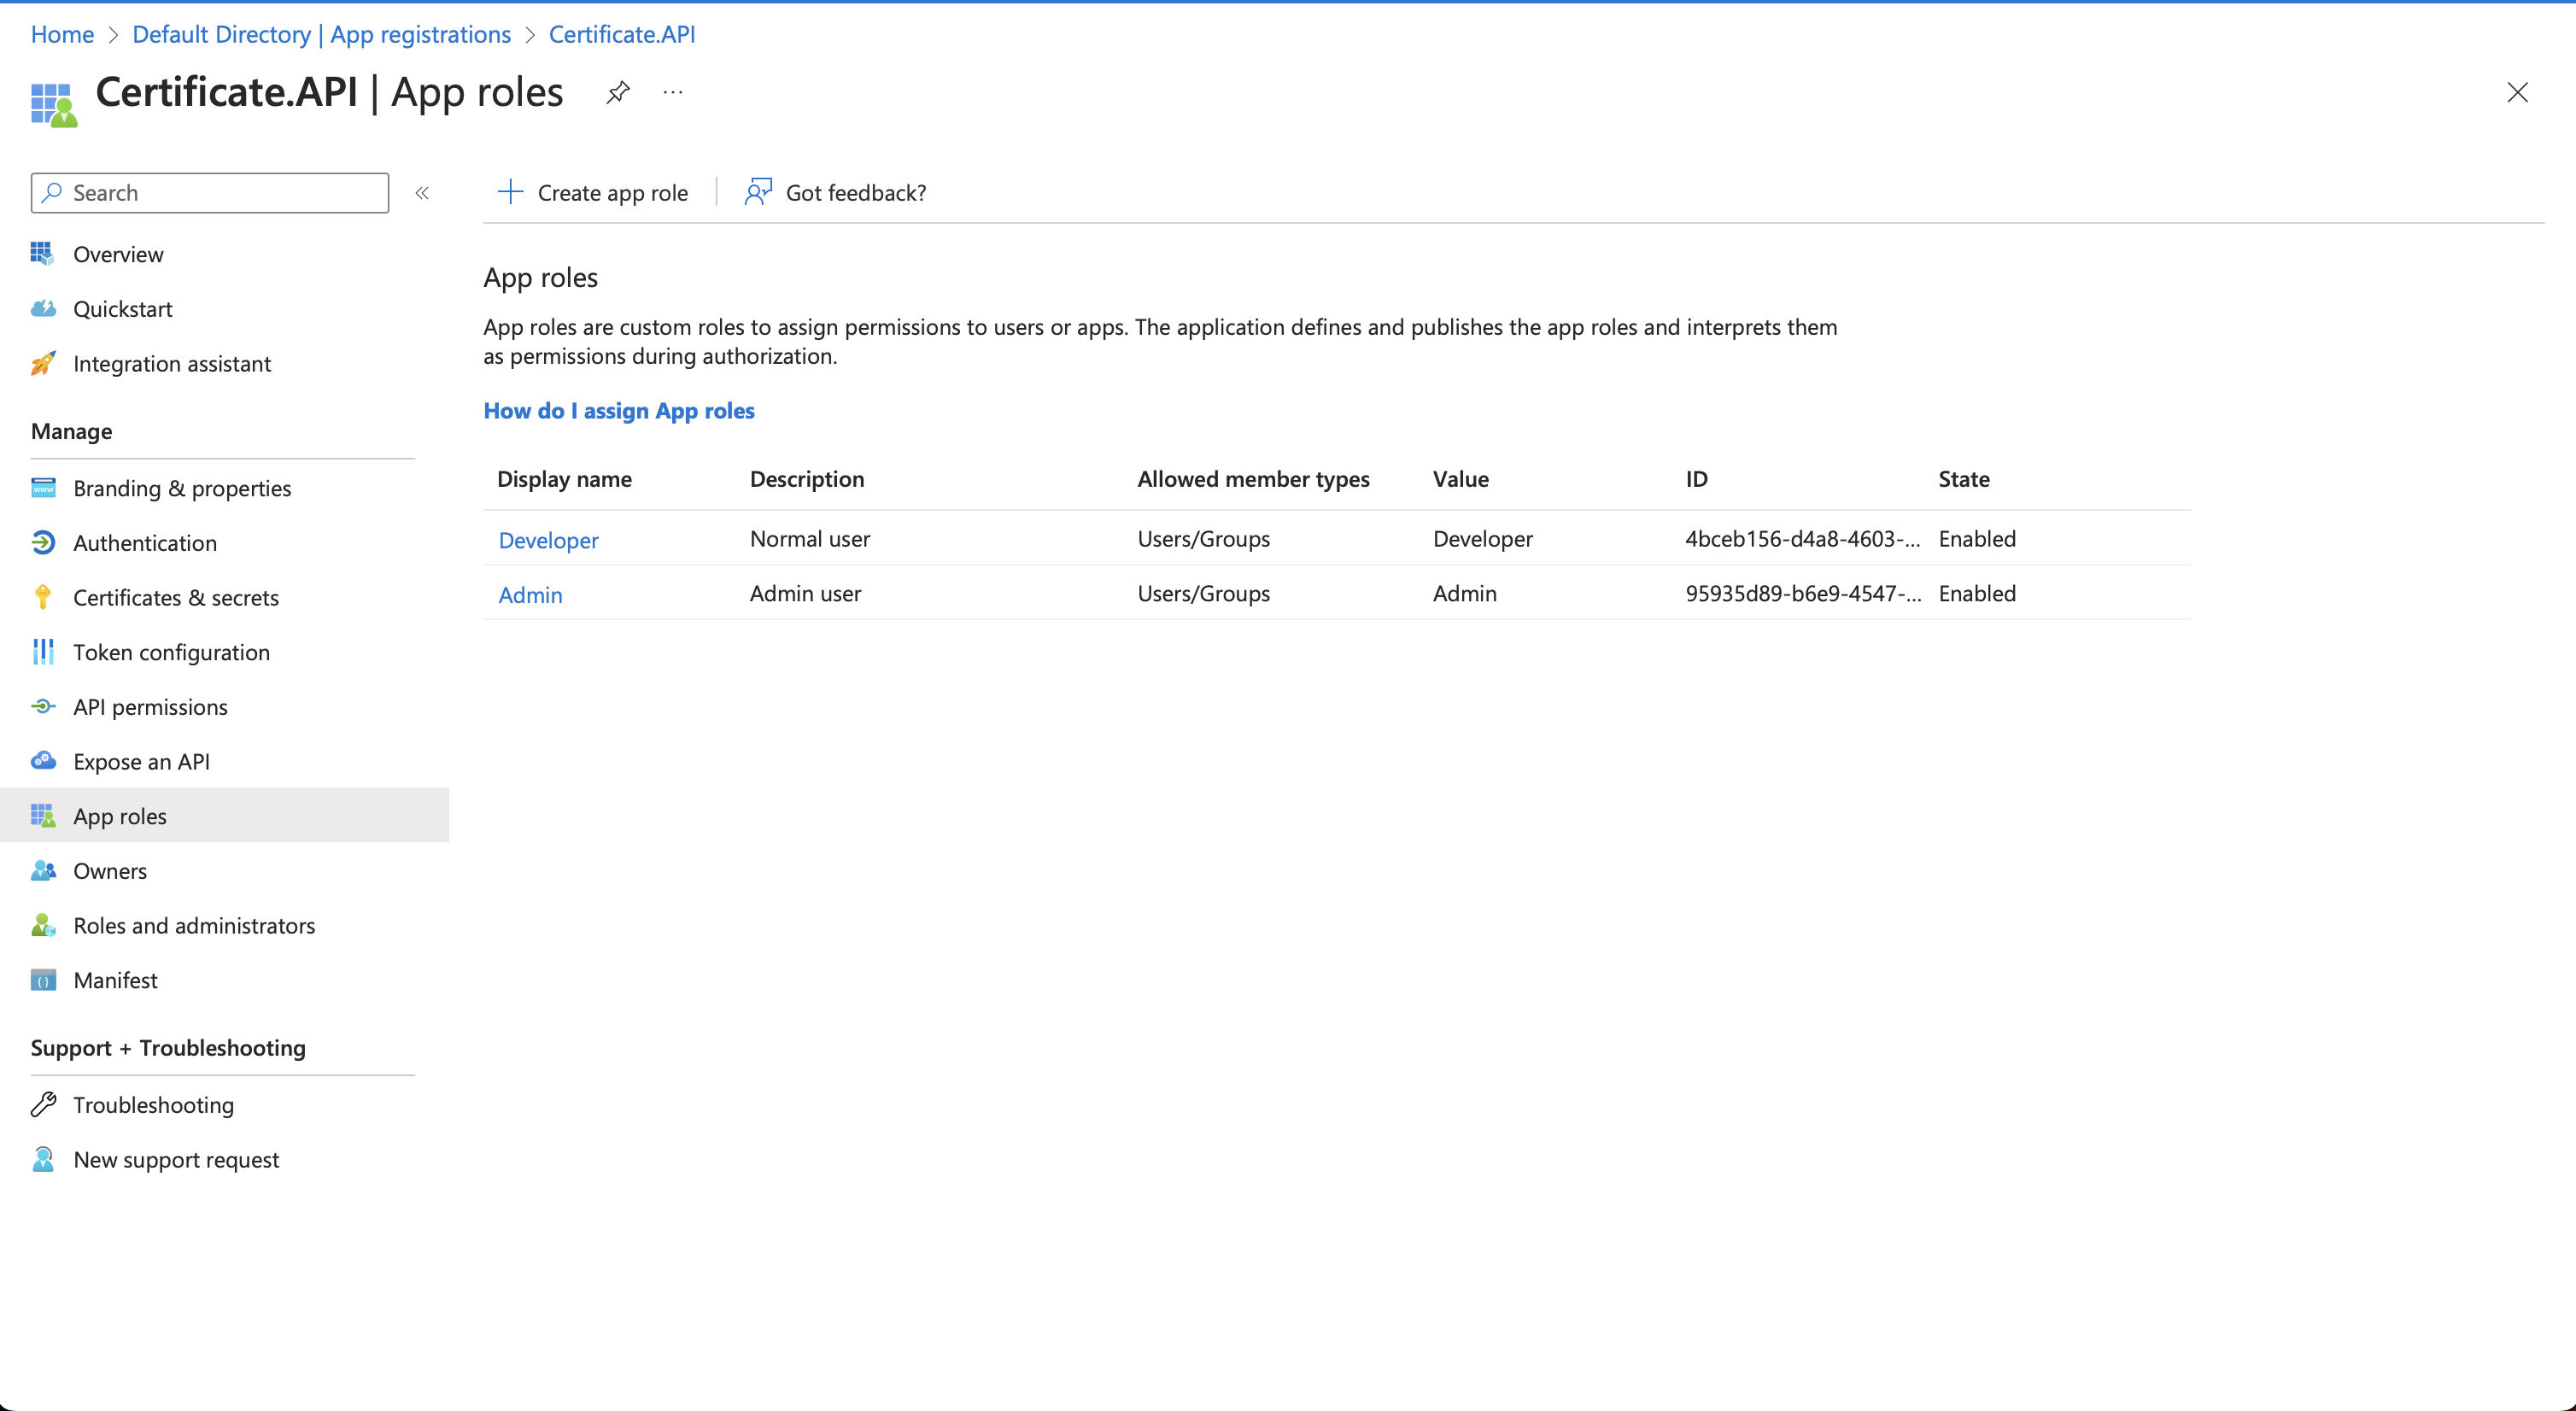 Home > Default Directory | App registrations > Certificate.API
Certificate.API | App roles
Search
Overview
Quickstart
Integration assistant
Manage
Branding & properties
Authentication
Certificates & secrets
Token configuration
API permissions
Expose an API
App roles
Owners
Roles and administrators
Manifest
Support + Troubleshooting
Troubleshooting
New support request
Create app role
Got feedback?
App roles
App roles are custom roles to assign permissions to users or apps. The application defines and publishes the app roles and interprets them
as permissions during authorization.
How do I assign App roles
Display name Description Allowed member types Value ID State
Developer Normal user Users/Groups Developer 4bceb156-d4a8-4603-... Enabled
Admin Admin user Users/Groups Admin 95935d89-b6e9-4547-... Enabled